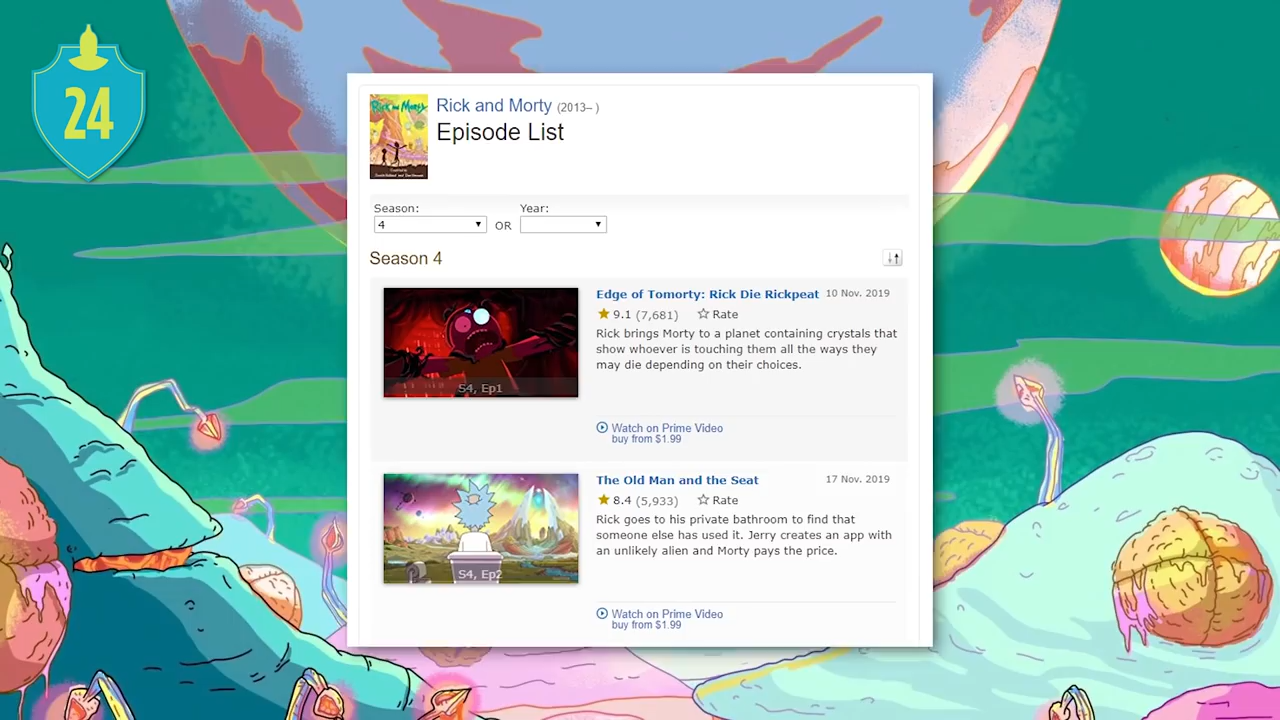 24
Rick and Morty
Rick and Morty (2013– )
Episode List
Season:
Year:
4
OR
Season 4
S4, Ep1
Edge of Tomorty: Rick Die Rickpeat 10 Nov. 2019
9.1 (7,681) Rate
Rick brings Morty to a planet containing crystals that
show whoever is touching them all the ways they
may die depending on their choices.
Watch on Prime Video
buy from $1.99
S4, Ep2
The Old Man and the Seat 17 Nov. 2019
8.4 (5,933) Rate
Rick goes to his private bathroom to find that
someone else has used it. Jerry creates an app with
an unlikely alien and Morty pays the price.
Watch on Prime Video
buy from $1.99